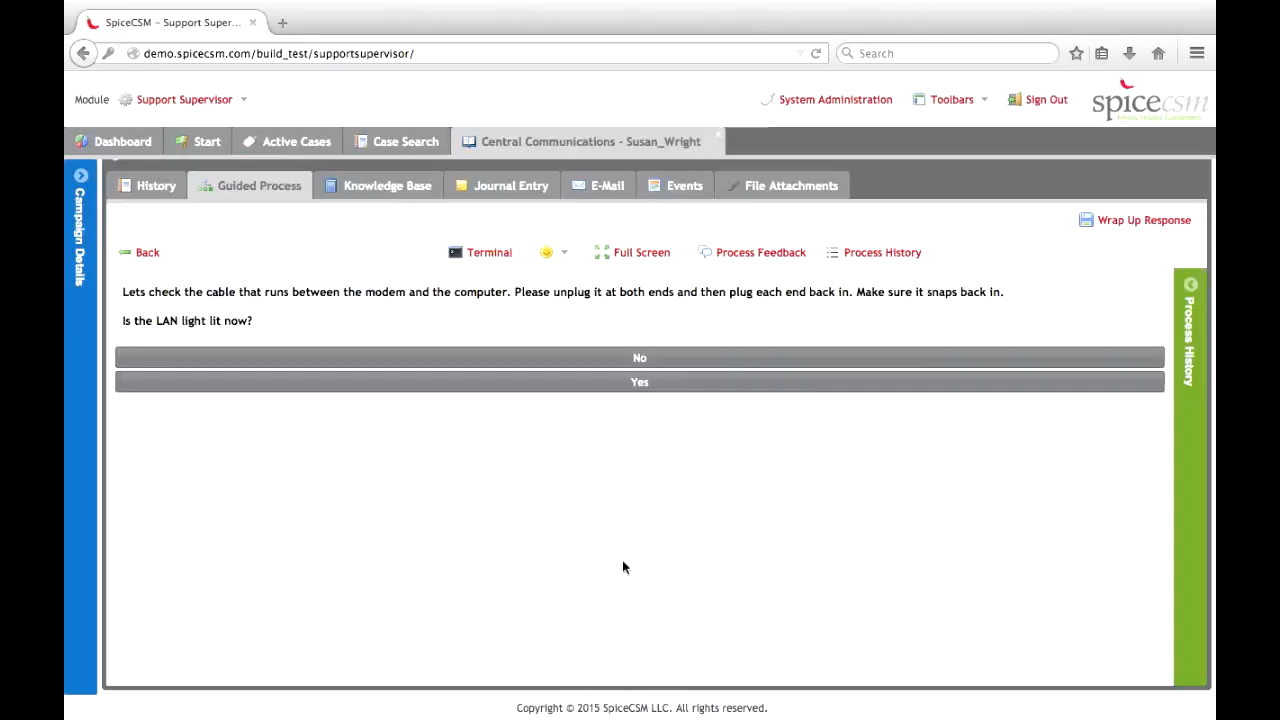 SpiceCSM – Support Super...
demo.spicecsm.com/build_test/supportsupervisor/
Search
Module Support Supervisor
System Administration Toolbars Sign Out
spicecsm
Dashboard Start Active Cases Case Search Central Communications - Susan_Wright
Campaign Details
History Guided Process Knowledge Base Journal Entry E-Mail Events File Attachments
Wrap Up Response
Back Terminal Full Screen Process Feedback Process History
Lets check the cable that runs between the modem and the computer. Please unplug it at both ends and then plug each end back in. Make sure it snaps back in.
Is the LAN light lit now?
No
Yes
Process History
Copyright © 2015 SpiceCSM LLC. All rights reserved.